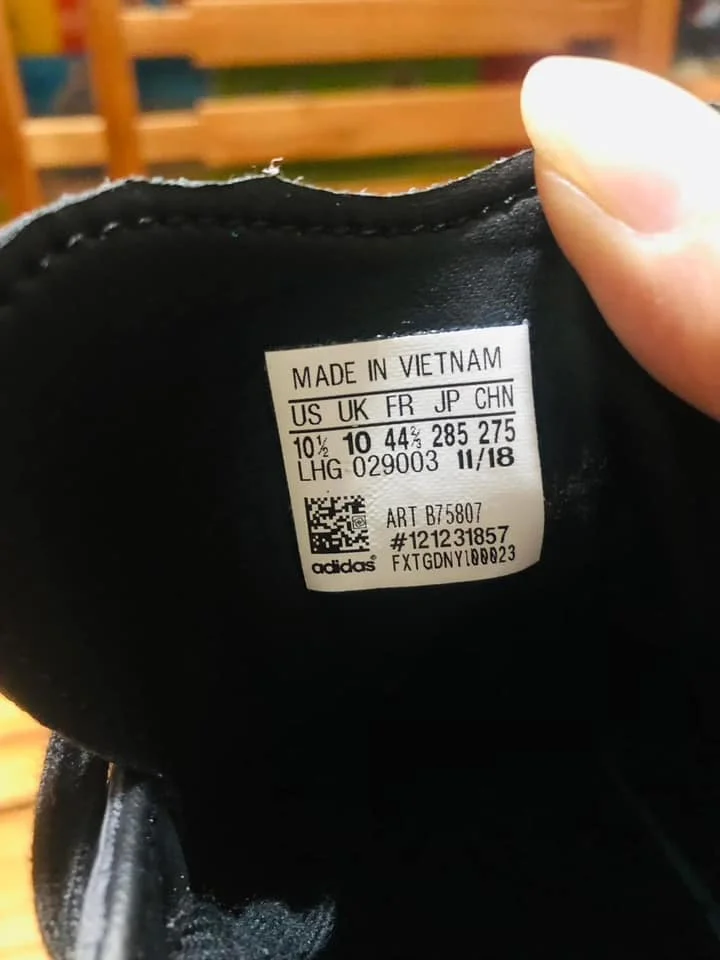 MADE IN VIETNAM
US UK FR JP CHN
10½ 10 44⅔ 285 275
LHG 029003 11/18
ART B75807
#121231857
adidas® FXTGDNY100023